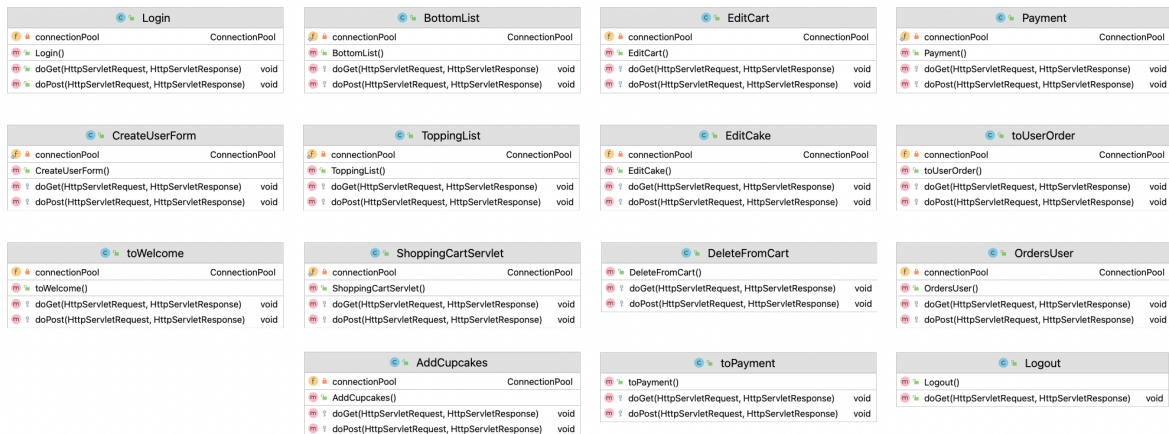 Login
connectionPool ConnectionPool
Login()
doGet(HttpServletRequest, HttpServletResponse) void
doPost(HttpServletRequest, HttpServletResponse) void
BottomList
connectionPool ConnectionPool
BottomList()
doGet(HttpServletRequest, HttpServletResponse) void
doPost(HttpServletRequest, HttpServletResponse) void
EditCart
connectionPool ConnectionPool
EditCart()
doGet(HttpServletRequest, HttpServletResponse) void
doPost(HttpServletRequest, HttpServletResponse) void
Payment
connectionPool ConnectionPool
Payment()
doGet(HttpServletRequest, HttpServletResponse) void
doPost(HttpServletRequest, HttpServletResponse) void
CreateUserForm
connectionPool ConnectionPool
CreateUserForm()
doGet(HttpServletRequest, HttpServletResponse) void
doPost(HttpServletRequest, HttpServletResponse) void
ToppingList
connectionPool ConnectionPool
ToppingList()
doGet(HttpServletRequest, HttpServletResponse) void
doPost(HttpServletRequest, HttpServletResponse) void
EditCake
connectionPool ConnectionPool
EditCake()
doGet(HttpServletRequest, HttpServletResponse) void
doPost(HttpServletRequest, HttpServletResponse) void
toUserOrder
connectionPool ConnectionPool
toUserOrder()
doGet(HttpServletRequest, HttpServletResponse) void
doPost(HttpServletRequest, HttpServletResponse) void
toWelcome
connectionPool ConnectionPool
toWelcome()
doGet(HttpServletRequest, HttpServletResponse) void
doPost(HttpServletRequest, HttpServletResponse) void
ShoppingCartServlet
connectionPool ConnectionPool
ShoppingCartServlet()
doGet(HttpServletRequest, HttpServletResponse) void
doPost(HttpServletRequest, HttpServletResponse) void
DeleteFromCart
DeleteFromCart()
doGet(HttpServletRequest, HttpServletResponse) void
doPost(HttpServletRequest, HttpServletResponse) void
OrdersUser
connectionPool ConnectionPool
OrdersUser()
doGet(HttpServletRequest, HttpServletResponse) void
doPost(HttpServletRequest, HttpServletResponse) void
AddCupcakes
connectionPool ConnectionPool
AddCupcakes()
doGet(HttpServletRequest, HttpServletResponse) void
doPost(HttpServletRequest, HttpServletResponse) void
toPayment
toPayment()
doGet(HttpServletRequest, HttpServletResponse) void
doPost(HttpServletRequest, HttpServletResponse) void
Logout
Logout()
doGet(HttpServletRequest, HttpServletResponse) void